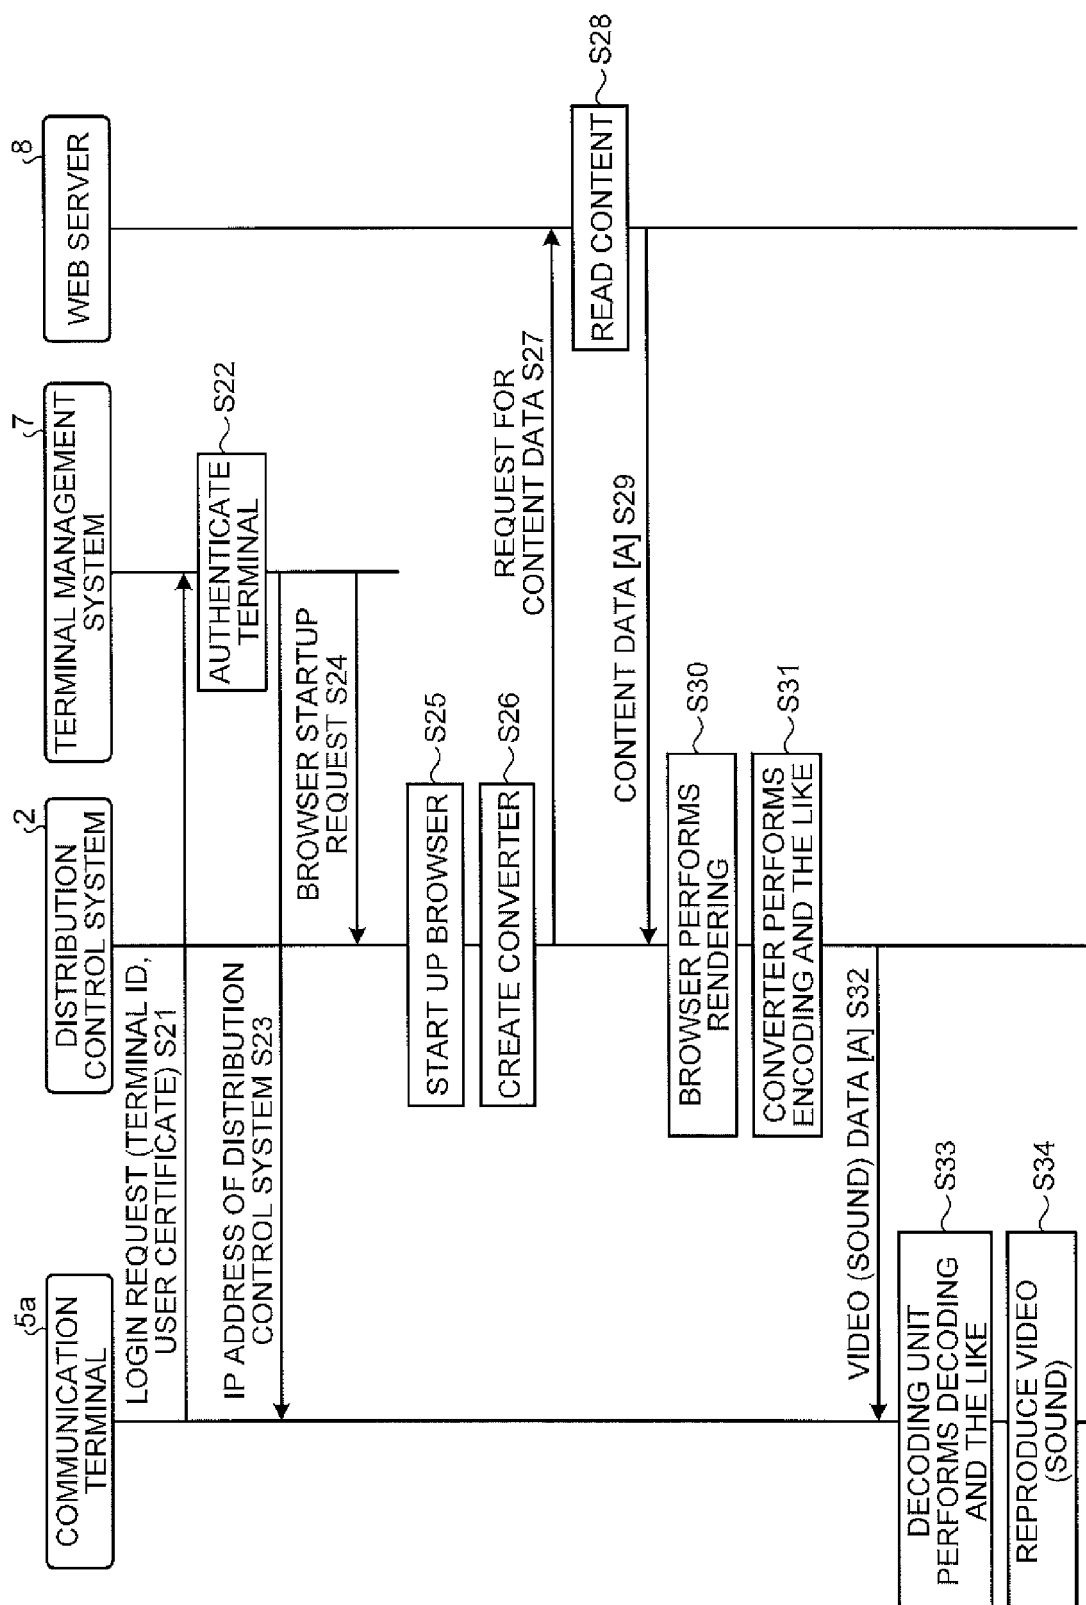 5a
COMMUNICATION
TERMINAL
2
DISTRIBUTION
CONTROL SYSTEM
7
TERMINAL MANAGEMENT
SYSTEM
8
WEB SERVER
LOGIN REQUEST (TERMINAL ID,
USER CERTIFICATE) S21
AUTHENTICATE
TERMINAL
S22
IP ADDRESS OF DISTRIBUTION
CONTROL SYSTEM S23
BROWSER STARTUP
REQUEST S24
START UP BROWSER
S25
CREATE CONVERTER
S26
REQUEST FOR
CONTENT DATA S27
READ CONTENT
S28
CONTENT DATA [A] S29
BROWSER PERFORMS
RENDERING
S30
CONVERTER PERFORMS
ENCODING AND THE LIKE
S31
VIDEO (SOUND) DATA [A] S32
DECODING UNIT
PERFORMS DECODING
AND THE LIKE
S33
REPRODUCE VIDEO
(SOUND)
S34